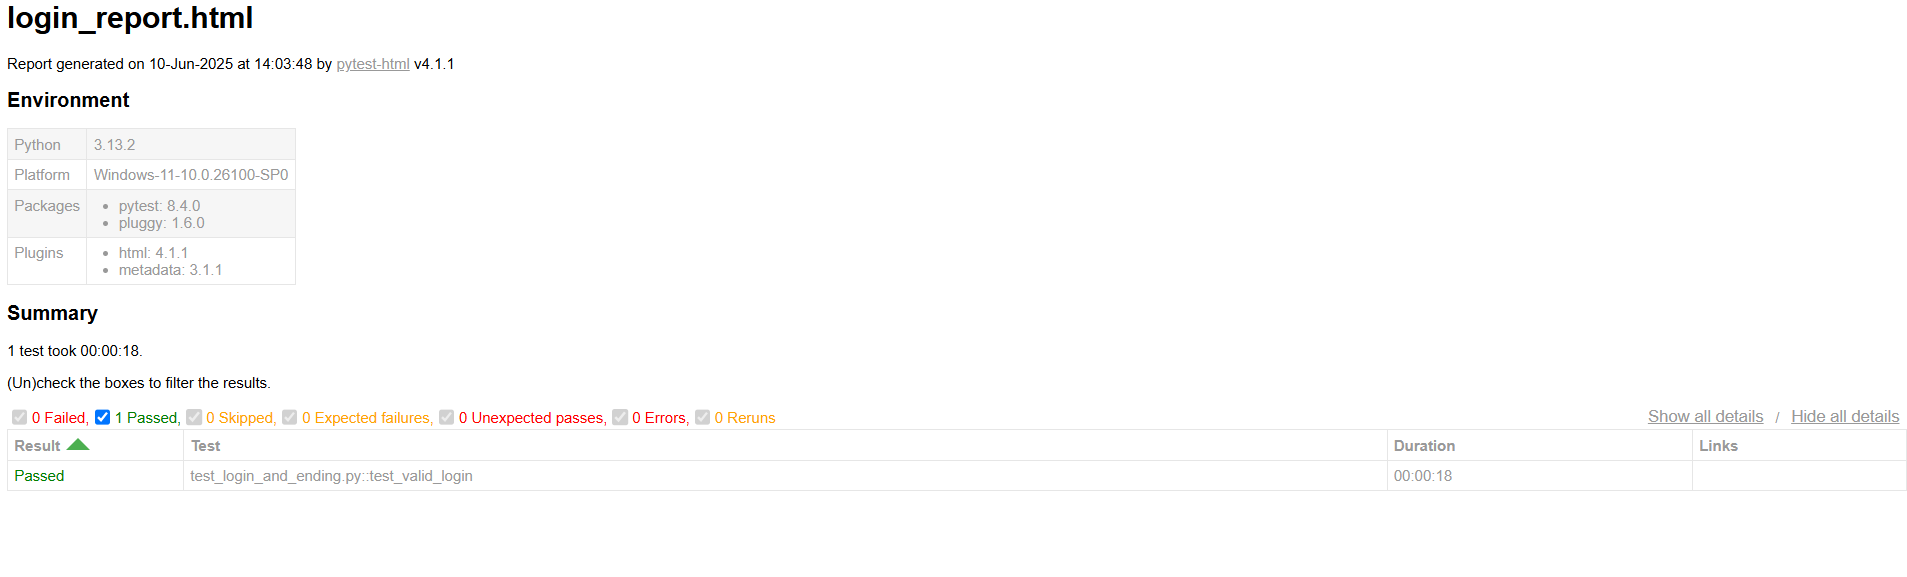 login_report.html
Report generated on 10-Jun-2025 at 14:03:48 by pytest-html v4.1.1
Environment
Python 3.13.2
Platform Windows-11-10.0.26100-SP0
Packages
• pytest: 8.4.0
• pluggy: 1.6.0
Plugins
• html: 4.1.1
• metadata: 3.1.1
Summary
1 test took 00:00:18.
(Un)check the boxes to filter the results.
0 Failed, 1 Passed, 0 Skipped, 0 Expected failures, 0 Unexpected passes, 0 Errors, 0 Reruns Show all details / Hide all details
Result Test Duration Links
Passed test_login_and_ending.py::test_valid_login 00:00:18